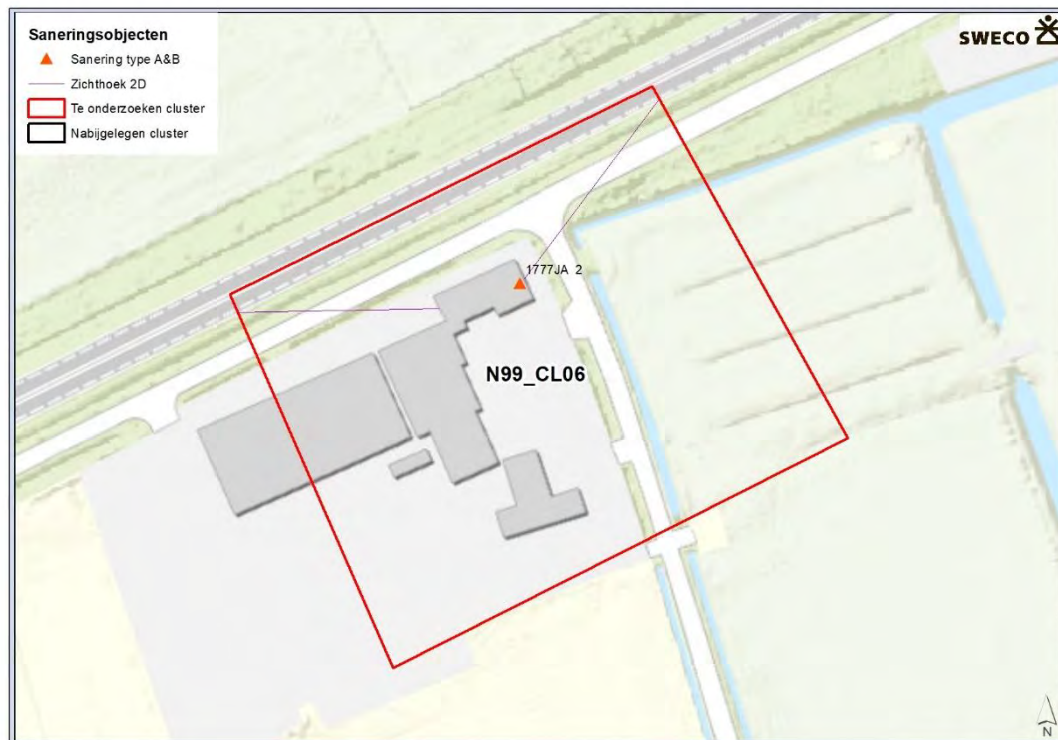 Saneringsobjecten
Sanering type A&B
Zichthoek 2D
Te onderzoeken cluster
Nabijgelegen cluster
SWECO
1777JA 2
N99_CL06
N